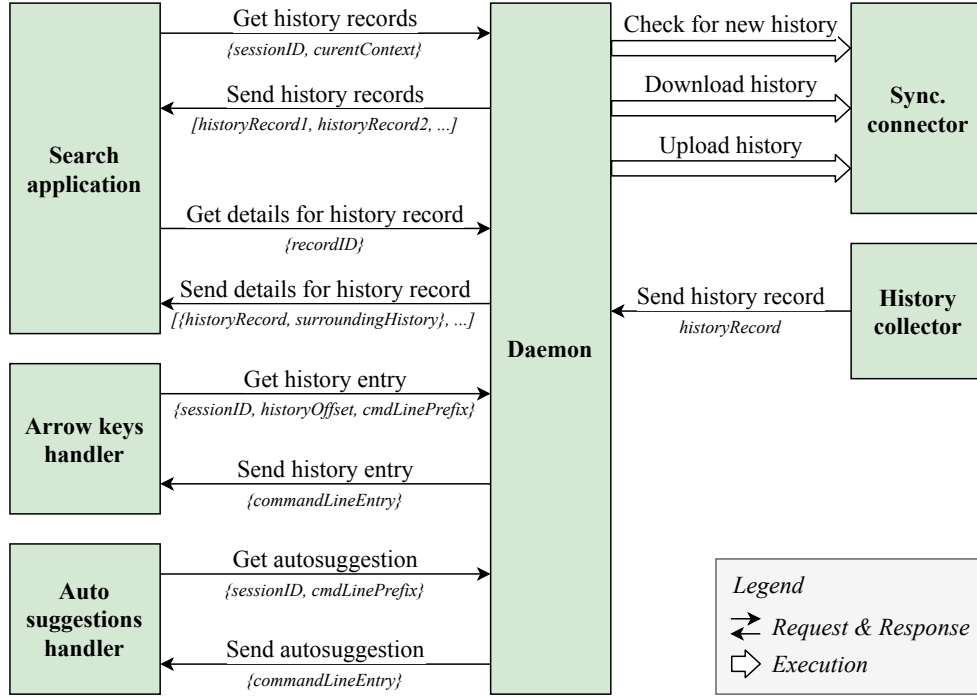 Get history records
{sessionID, curentContext}
Send history records
[historyRecord1, historyRecord2, ...]
Search
application
Get details for history record
{recordID}
Send details for history record
[{historyRecord, surroundingHistory}, ...]
Arrow keys
handler
Get history entry
{sessionID, historyOffset, cmdLinePrefix}
Send history entry
{commandLineEntry}
Auto
suggestions
handler
Get autosuggestion
{sessionID, cmdLinePrefix}
Send autosuggestion
{commandLineEntry}
Daemon
Check for new history
Download history
Upload history
Sync.
connector
Send history record
historyRecord
History
collector
Legend
Request & Response
Execution